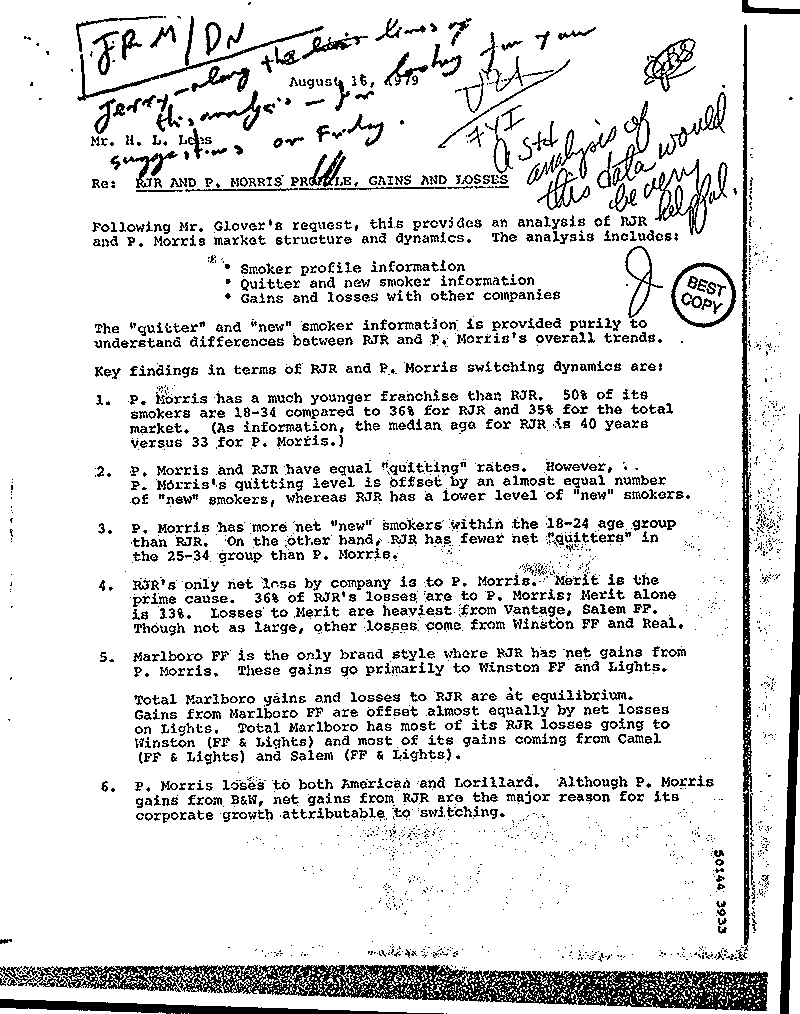 JRM/DN
Jerry - along the lines of
this analysis - for looking for your
suggestions on Friday.
FYI
A Std
analysis of
this data would
be very
helpful.
August 16, 1979
Mr. H. L. Lees
Re: RJR AND P. MORRIS PROFILE, GAINS AND LOSSES
Following Mr. Glover's request, this provides an analysis of RJR
and P. Morris market structure and dynamics. The analysis includes:
• Smoker profile information
• Quitter and new smoker information
• Gains and losses with other companies
BEST
COPY
The "quitter" and "new" smoker information is provided purily to
understand differences between RJR and P. Morris's overall trends.
Key findings in terms of RJR and P. Morris switching dynamics are:
1. P. Morris has a much younger franchise than RJR. 50% of its
smokers are 18-34 compared to 36% for RJR and 35% for the total
market. (As information, the median age for RJR is 40 years
versus 33 for P. Morris.)
2. P. Morris and RJR have equal "quitting" rates. However,
P. Morris's quitting level is offset by an almost equal number
of "new" smokers, whereas RJR has a lower level of "new" smokers.
3. P. Morris has more net "new" smokers within the 18-24 age group
than RJR. On the other hand, RJR has fewer net "quitters" in
the 25-34 group than P. Morris.
4. RJR's only net loss by company is to P. Morris. Merit is the
prime cause. 36% of RJR's losses are to P. Morris; Merit alone
is 13%. Losses to Merit are heaviest from Vantage, Salem FF.
Though not as large, other losses come from Winston FF and Real.
5. Marlboro FF is the only brand style where RJR has net gains from
P. Morris. These gains go primarily to Winston FF and Lights.
Total Marlboro gains and losses to RJR are at equilibrium.
Gains from Marlboro FF are offset almost equally by net losses
on Lights. Total Marlboro has most of its RJR losses going to
Winston (FF & Lights) and most of its gains coming from Camel
(FF & Lights) and Salem (FF & Lights).
6. P. Morris loses to both American and Lorillard. Although P. Morris
gains from B&W, net gains from RJR are the major reason for its
corporate growth attributable to switching.
50144 3933